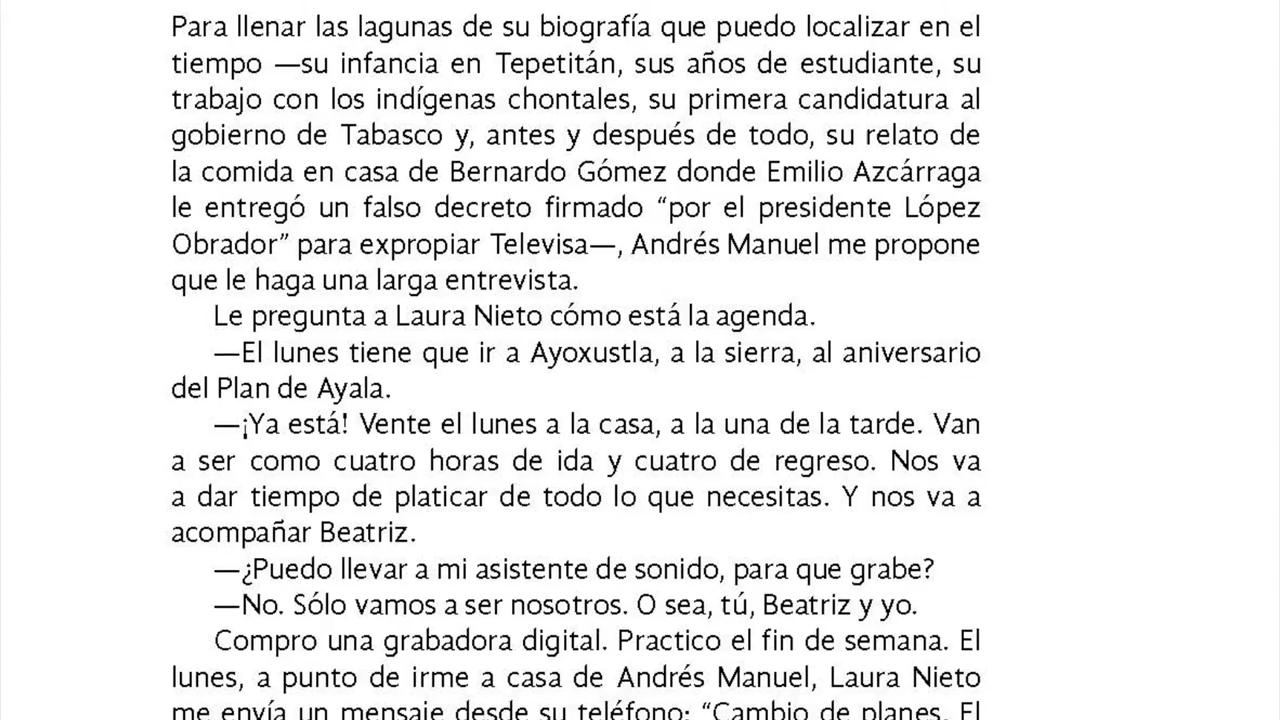 Para llenar las lagunas de su biografía que puedo localizar en el
tiempo —su infancia en Tepetitán, sus años de estudiante, su
trabajo con los indígenas chontales, su primera candidatura al
gobierno de Tabasco y, antes y después de todo, su relato de
la comida en casa de Bernardo Gómez donde Emilio Azcárraga
le entregó un falso decreto firmado “por el presidente López
Obrador” para expropiar Televisa—, Andrés Manuel me propone
que le haga una larga entrevista.
Le pregunta a Laura Nieto cómo está la agenda.
—El lunes tiene que ir a Ayoxustla, a la sierra, al aniversario
del Plan de Ayala.
—¡Ya está! Vente el lunes a la casa, a la una de la tarde. Van
a ser como cuatro horas de ida y cuatro de regreso. Nos va
a dar tiempo de platicar de todo lo que necesitas. Y nos va a
acompañar Beatriz.
—¿Puedo llevar a mi asistente de sonido, para que grabe?
—No. Sólo vamos a ser nosotros. O sea, tú, Beatriz y yo.
Compro una grabadora digital. Practico el fin de semana. El
lunes, a punto de irme a casa de Andrés Manuel, Laura Nieto
me envía un mensaje desde su teléfono: “Cambio de planes. El